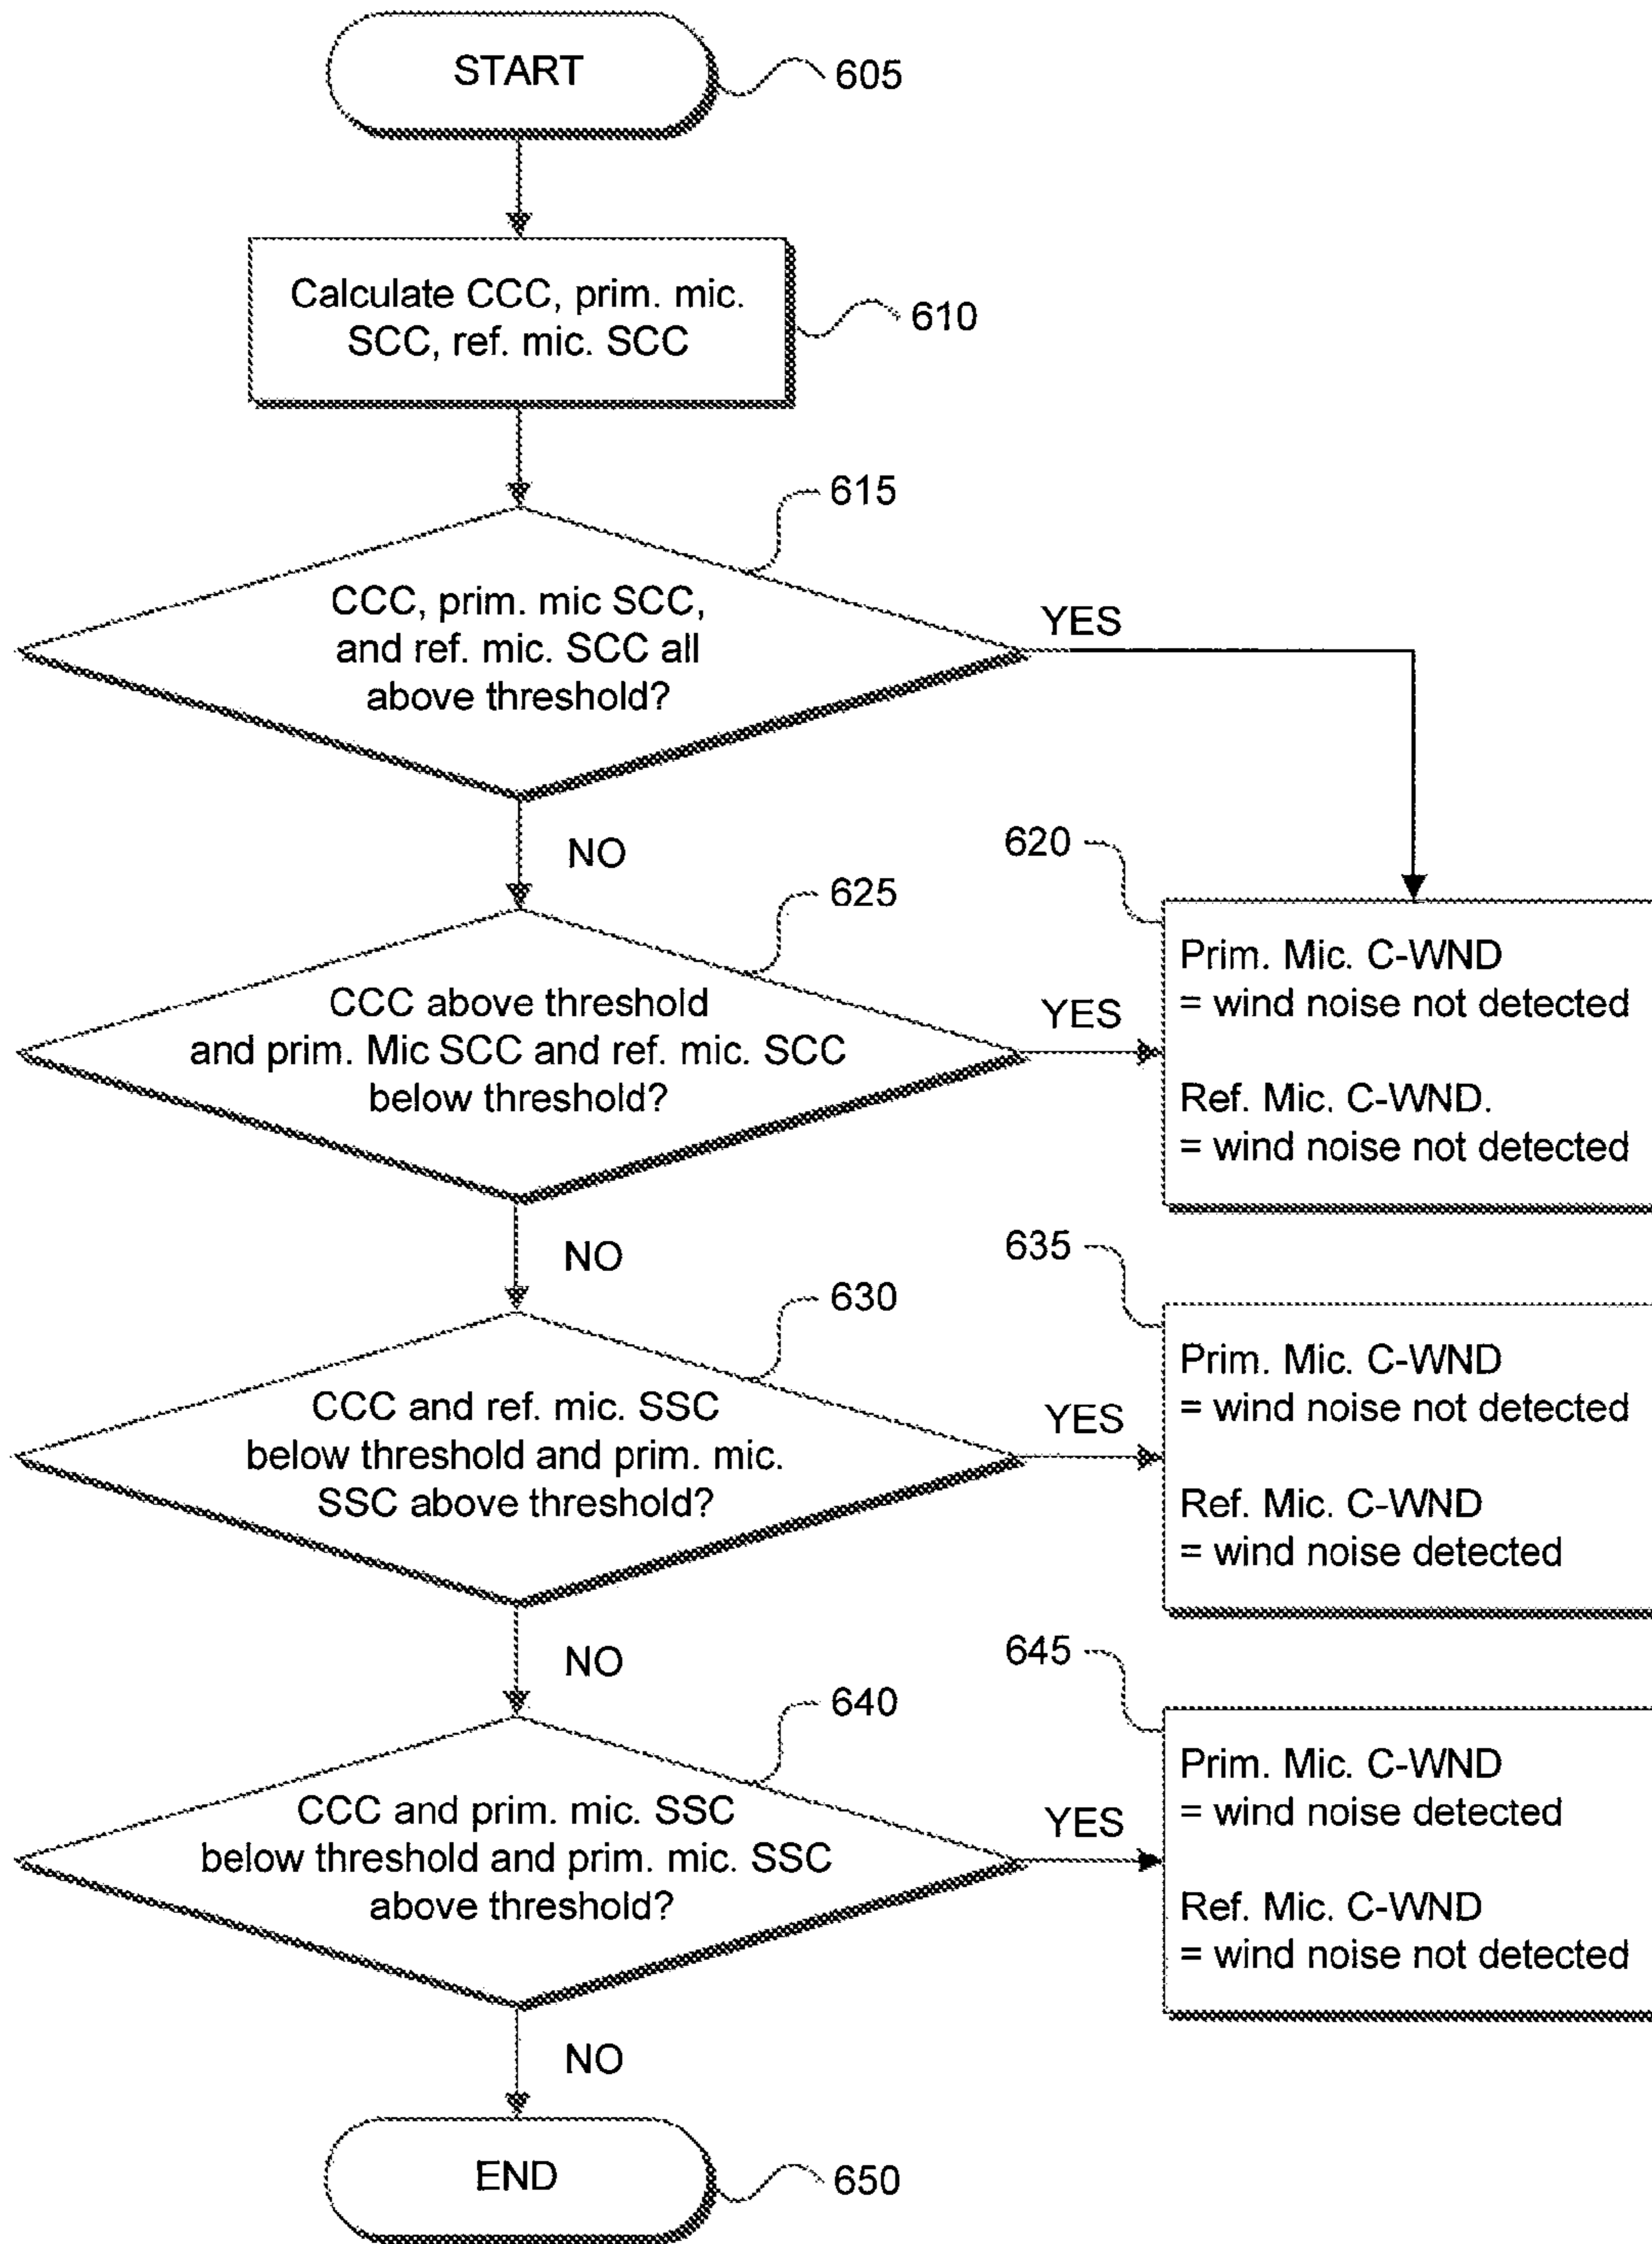 START
605
Calculate CCC, prim. mic.
SCC, ref. mic. SCC
610
615
CCC, prim. mic SCC,
and ref. mic. SCC all
above threshold?
YES
NO
620
625
CCC above threshold
and prim. Mic SCC and ref. mic. SCC
below threshold?
YES
Prim. Mic. C-WND
= wind noise not detected
Ref. Mic. C-WND.
= wind noise not detected
NO
630
635
CCC and ref. mic. SSC
below threshold and prim. mic.
SSC above threshold?
YES
Prim. Mic. C-WND
= wind noise not detected
Ref. Mic. C-WND
= wind noise detected
NO
640
645
CCC and prim. mic. SSC
below threshold and prim. mic. SSC
above threshold?
YES
Prim. Mic. C-WND
= wind noise detected
Ref. Mic. C-WND
= wind noise not detected
NO
END
650